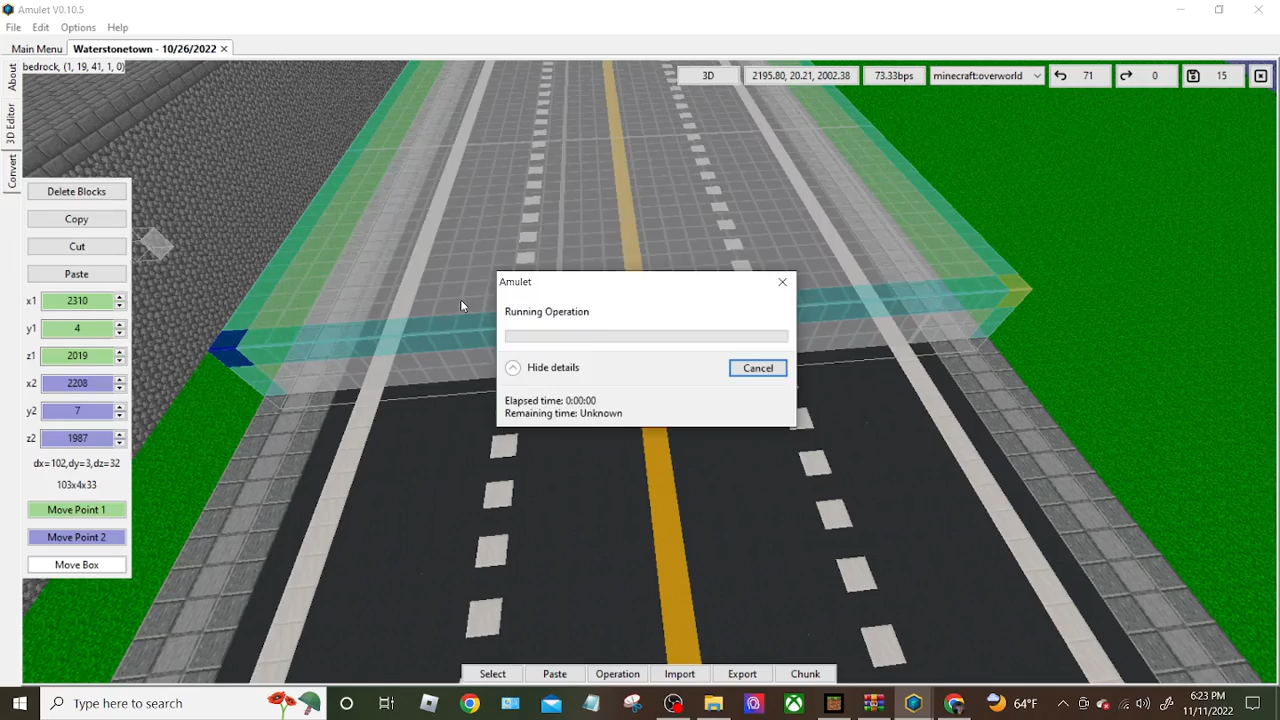 Amulet V0.10.5
File Edit Options Help
Main Menu Waterstonetown - 10/26/2022
About
3D Editor
Convert
bedrock, (1, 19, 41, 1, 0)
3D 2195.80, 20.21, 2002.38 73.33bps minecraft:overworld 71 0 15
Delete Blocks
Copy
Cut
Paste
x1 2310
y1 4
z1 2019
x2 2208
y2 7
z2 1987
dx=102,dy=3,dz=32
103x4x33
Move Point 1
Move Point 2
Move Box
Amulet
Running Operation
Hide details Cancel
Elapsed time: 0:00:00
Remaining time: Unknown
Select Paste Operation Import Export Chunk
Type here to search
64°F
6:23 PM
11/11/2022